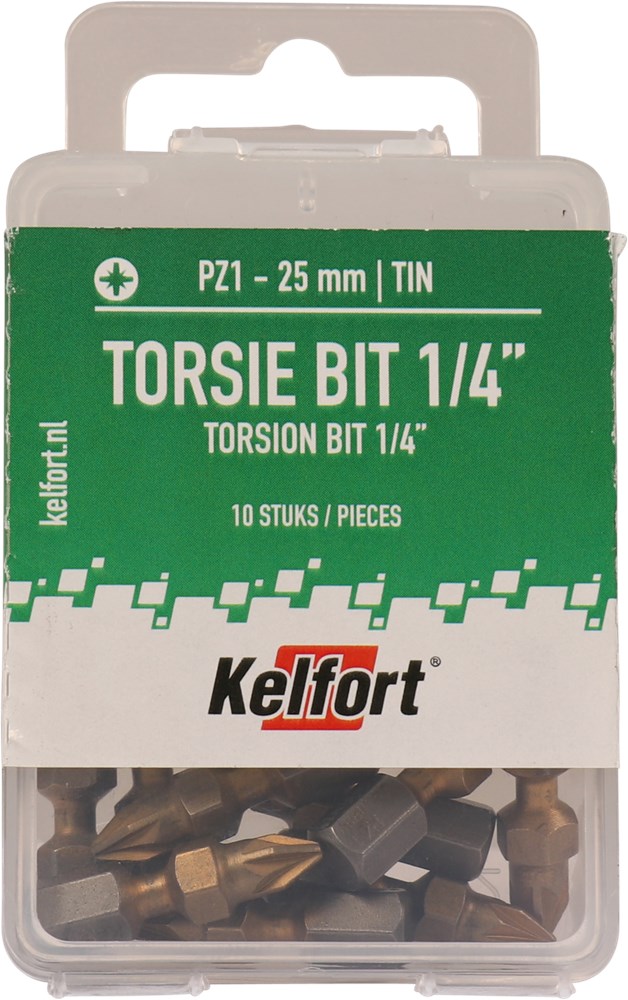 PZ1 - 25 mm | TIN
TORSIE BIT 1/4”
TORSION BIT 1/4”
10 STUKS / PIECES
kelfort.nl
Kelfort®